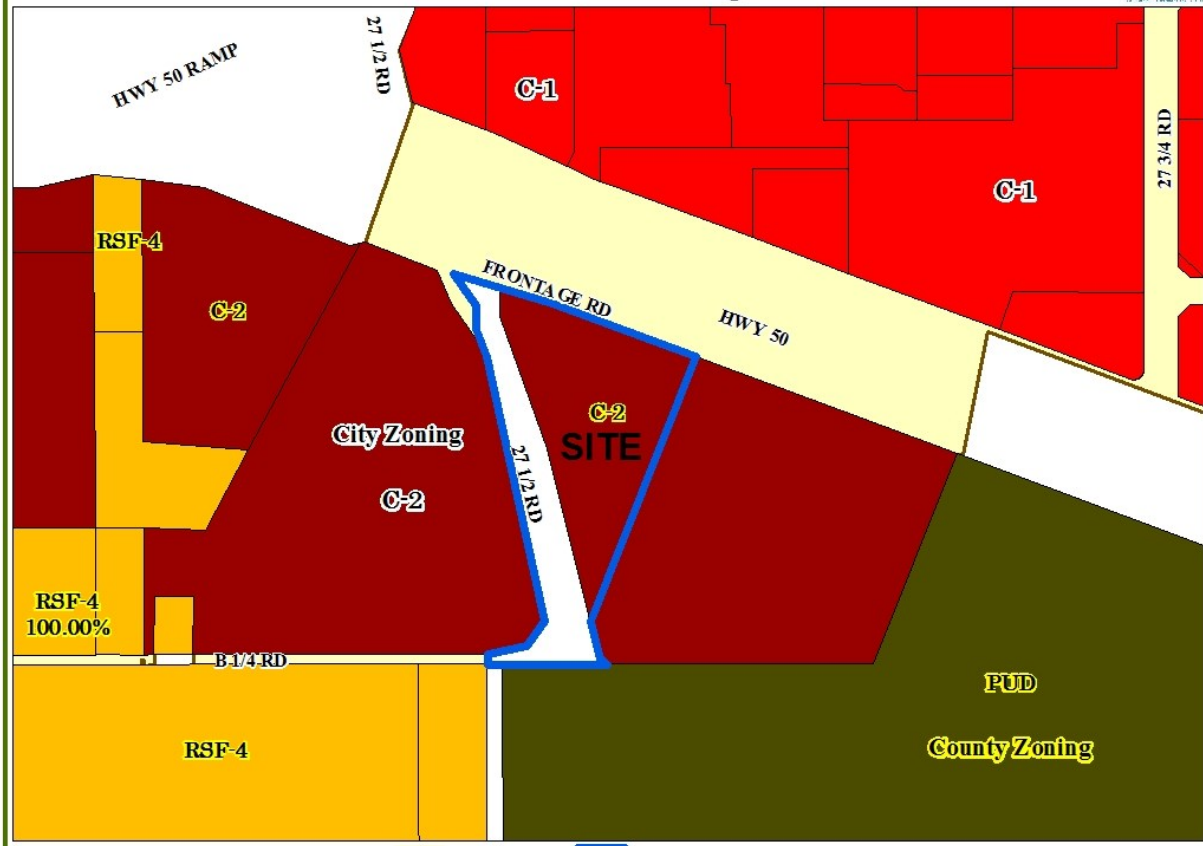 HWY 50 RAMP
27 1/2 RD
C-1
27 3/4 RD
C-1
RSF-4
C-2
FRONTAGE RD
HWY 50
City Zoning
C-2
C-2
SITE
27 1/2 RD
RSF-4
100.00%
B 1/4 RD
RSF-4
PUD
County Zoning